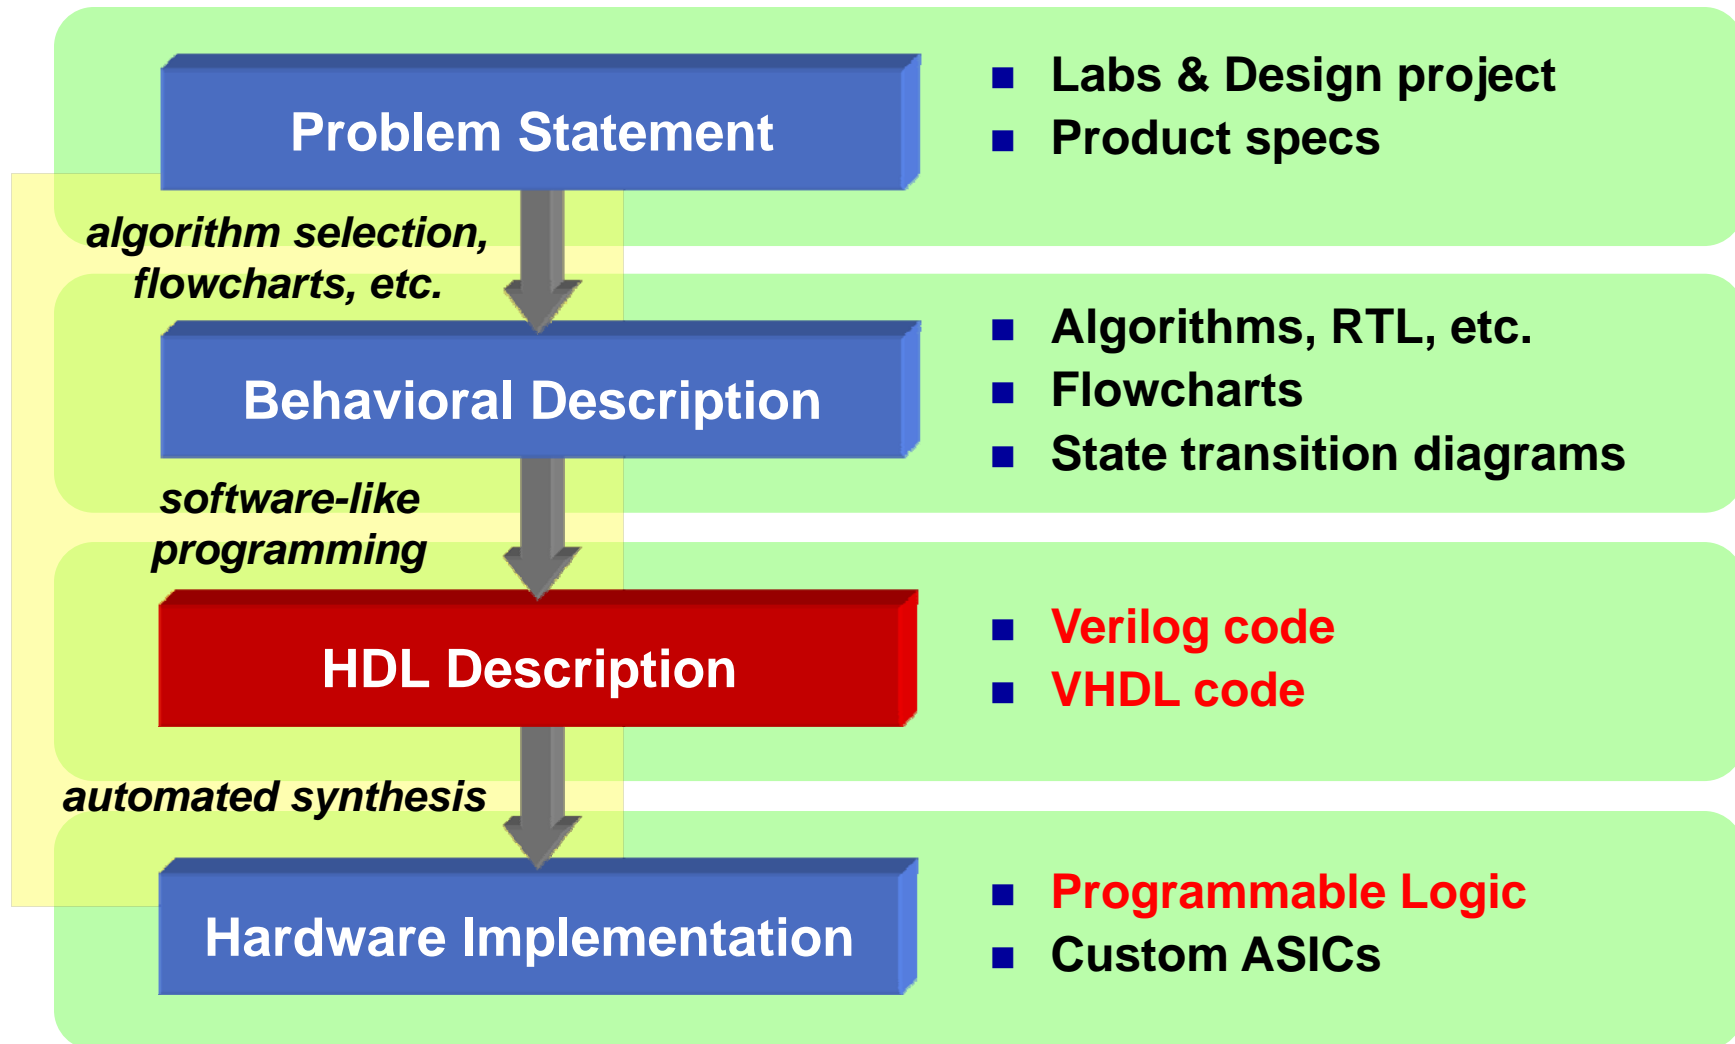 Problem Statement
Labs & Design project
Product specs
algorithm selection,
flowcharts, etc.
Behavioral Description
Algorithms, RTL, etc.
Flowcharts
State transition diagrams
software-like
programming
HDL Description
Verilog code
VHDL code
automated synthesis
Hardware Implementation
Programmable Logic
Custom ASICs